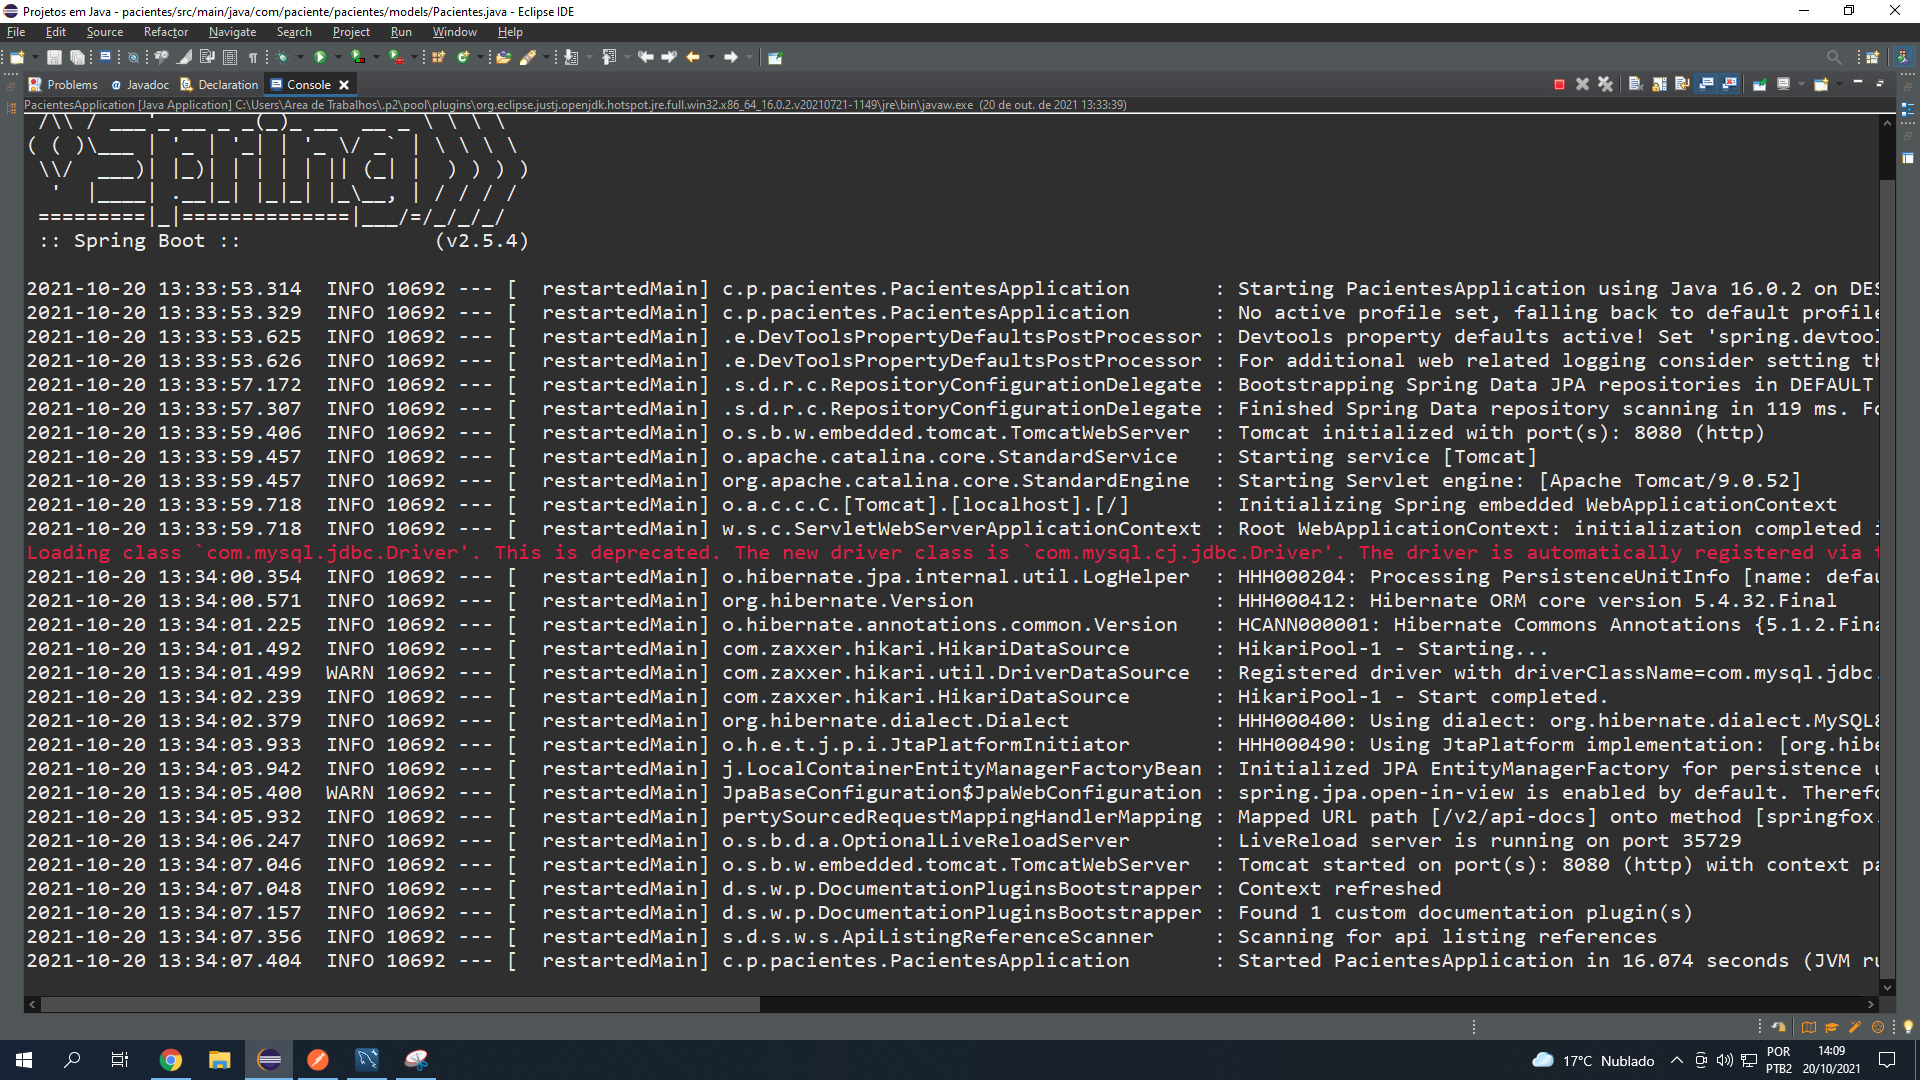 Projetos em Java - pacientes/src/main/java/com/paciente/pacientes/models/Pacientes.java - Eclipse IDE
File Edit Source Refactor Navigate Search Project Run Window Help
Problems Javadoc Declaration Console
PacientesApplication [Java Application] C:\Users\Area de Trabalhos\.p2\pool\plugins\org.eclipse.justj.openjdk.hotspot.jre.full.win32.x86_64_16.0.2.v20210721-1149\jre\bin\javaw.exe (20 de out. de 2021 13:33:39)
 /\\ / ___'_ __ _ _(_)_ __  __ _ \ \ \ \
( ( )\___ | '_ | '_| | '_ \/ _` | \ \ \ \
 \\/  ___)| |_)| | | | | || (_| |  ) ) ) )
  '  |____| .__|_| |_|_| |_\__, | / / / /
 =========|_|==============|___/=/_/_/_/
 :: Spring Boot ::                (v2.5.4)
2021-10-20 13:33:53.314  INFO 10692 --- [  restartedMain] c.p.pacientes.PacientesApplication       : Starting PacientesApplication using Java 16.0.2 on DES
2021-10-20 13:33:53.329  INFO 10692 --- [  restartedMain] c.p.pacientes.PacientesApplication       : No active profile set, falling back to default profile
2021-10-20 13:33:53.625  INFO 10692 --- [  restartedMain] .e.DevToolsPropertyDefaultsPostProcessor : Devtools property defaults active! Set 'spring.devtool
2021-10-20 13:33:53.626  INFO 10692 --- [  restartedMain] .e.DevToolsPropertyDefaultsPostProcessor : For additional web related logging consider setting th
2021-10-20 13:33:57.172  INFO 10692 --- [  restartedMain] .s.d.r.c.RepositoryConfigurationDelegate : Bootstrapping Spring Data JPA repositories in DEFAULT
2021-10-20 13:33:57.307  INFO 10692 --- [  restartedMain] .s.d.r.c.RepositoryConfigurationDelegate : Finished Spring Data repository scanning in 119 ms. Fo
2021-10-20 13:33:59.406  INFO 10692 --- [  restartedMain] o.s.b.w.embedded.tomcat.TomcatWebServer  : Tomcat initialized with port(s): 8080 (http)
2021-10-20 13:33:59.457  INFO 10692 --- [  restartedMain] o.apache.catalina.core.StandardService   : Starting service [Tomcat]
2021-10-20 13:33:59.457  INFO 10692 --- [  restartedMain] org.apache.catalina.core.StandardEngine  : Starting Servlet engine: [Apache Tomcat/9.0.52]
2021-10-20 13:33:59.718  INFO 10692 --- [  restartedMain] o.a.c.c.C.[Tomcat].[localhost].[/]       : Initializing Spring embedded WebApplicationContext
2021-10-20 13:33:59.718  INFO 10692 --- [  restartedMain] w.s.c.ServletWebServerApplicationContext : Root WebApplicationContext: initialization completed i
Loading class `com.mysql.jdbc.Driver'. This is deprecated. The new driver class is `com.mysql.cj.jdbc.Driver'. The driver is automatically registered via t
2021-10-20 13:34:00.354  INFO 10692 --- [  restartedMain] o.hibernate.jpa.internal.util.LogHelper  : HHH000204: Processing PersistenceUnitInfo [name: defau
2021-10-20 13:34:00.571  INFO 10692 --- [  restartedMain] org.hibernate.Version                    : HHH000412: Hibernate ORM core version 5.4.32.Final
2021-10-20 13:34:01.225  INFO 10692 --- [  restartedMain] o.hibernate.annotations.common.Version   : HCANN000001: Hibernate Commons Annotations {5.1.2.Fina
2021-10-20 13:34:01.492  INFO 10692 --- [  restartedMain] com.zaxxer.hikari.HikariDataSource       : HikariPool-1 - Starting...
2021-10-20 13:34:01.499  WARN 10692 --- [  restartedMain] com.zaxxer.hikari.util.DriverDataSource  : Registered driver with driverClassName=com.mysql.jdbc.
2021-10-20 13:34:02.239  INFO 10692 --- [  restartedMain] com.zaxxer.hikari.HikariDataSource       : HikariPool-1 - Start completed.
2021-10-20 13:34:02.379  INFO 10692 --- [  restartedMain] org.hibernate.dialect.Dialect            : HHH000400: Using dialect: org.hibernate.dialect.MySQL8
2021-10-20 13:34:03.933  INFO 10692 --- [  restartedMain] o.h.e.t.j.p.i.JtaPlatformInitiator       : HHH000490: Using JtaPlatform implementation: [org.hibe
2021-10-20 13:34:03.942  INFO 10692 --- [  restartedMain] j.LocalContainerEntityManagerFactoryBean : Initialized JPA EntityManagerFactory for persistence u
2021-10-20 13:34:05.400  WARN 10692 --- [  restartedMain] JpaBaseConfiguration$JpaWebConfiguration : spring.jpa.open-in-view is enabled by default. Therefo
2021-10-20 13:34:05.932  INFO 10692 --- [  restartedMain] pertySourcedRequestMappingHandlerMapping : Mapped URL path [/v2/api-docs] onto method [springfox.
2021-10-20 13:34:06.247  INFO 10692 --- [  restartedMain] o.s.b.d.a.OptionalLiveReloadServer       : LiveReload server is running on port 35729
2021-10-20 13:34:07.046  INFO 10692 --- [  restartedMain] o.s.b.w.embedded.tomcat.TomcatWebServer  : Tomcat started on port(s): 8080 (http) with context pa
2021-10-20 13:34:07.048  INFO 10692 --- [  restartedMain] d.s.w.p.DocumentationPluginsBootstrapper : Context refreshed
2021-10-20 13:34:07.157  INFO 10692 --- [  restartedMain] d.s.w.p.DocumentationPluginsBootstrapper : Found 1 custom documentation plugin(s)
2021-10-20 13:34:07.356  INFO 10692 --- [  restartedMain] s.d.s.w.s.ApiListingReferenceScanner     : Scanning for api listing references
2021-10-20 13:34:07.404  INFO 10692 --- [  restartedMain] c.p.pacientes.PacientesApplication       : Started PacientesApplication in 16.074 seconds (JVM ru
17°C Nublado
POR
PTB2
14:09
20/10/2021